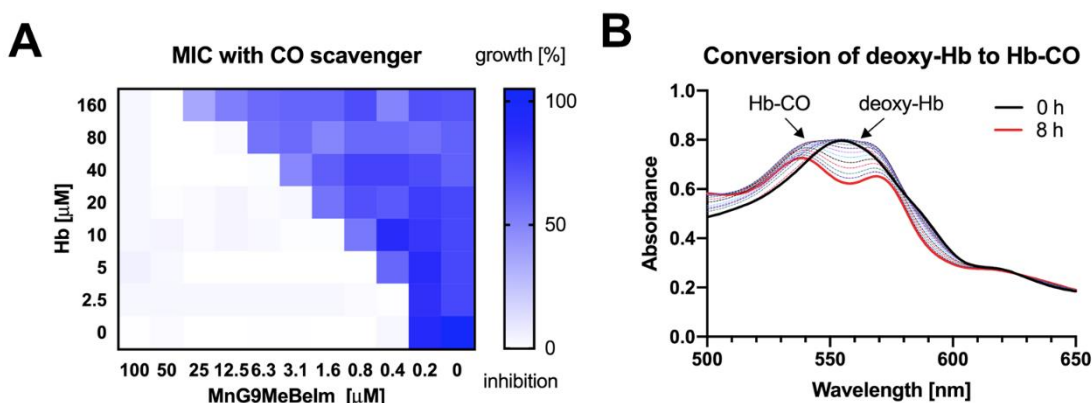 A
MIC with CO scavenger
growth [%]
160
80
40
20
10
5
2.5
0
Hb [µM]
100 50 25 12.5 6.3 3.1 1.6 0.8 0.4 0.2 0
MnG9MeBeIm [µM]
100
50
0
inhibition
B
Conversion of deoxy-Hb to Hb-CO
Hb-CO
deoxy-Hb
0 h
8 h
1.0
0.8
0.6
0.4
0.2
0.0
Absorbance
500 550 600 650
Wavelength [nm]